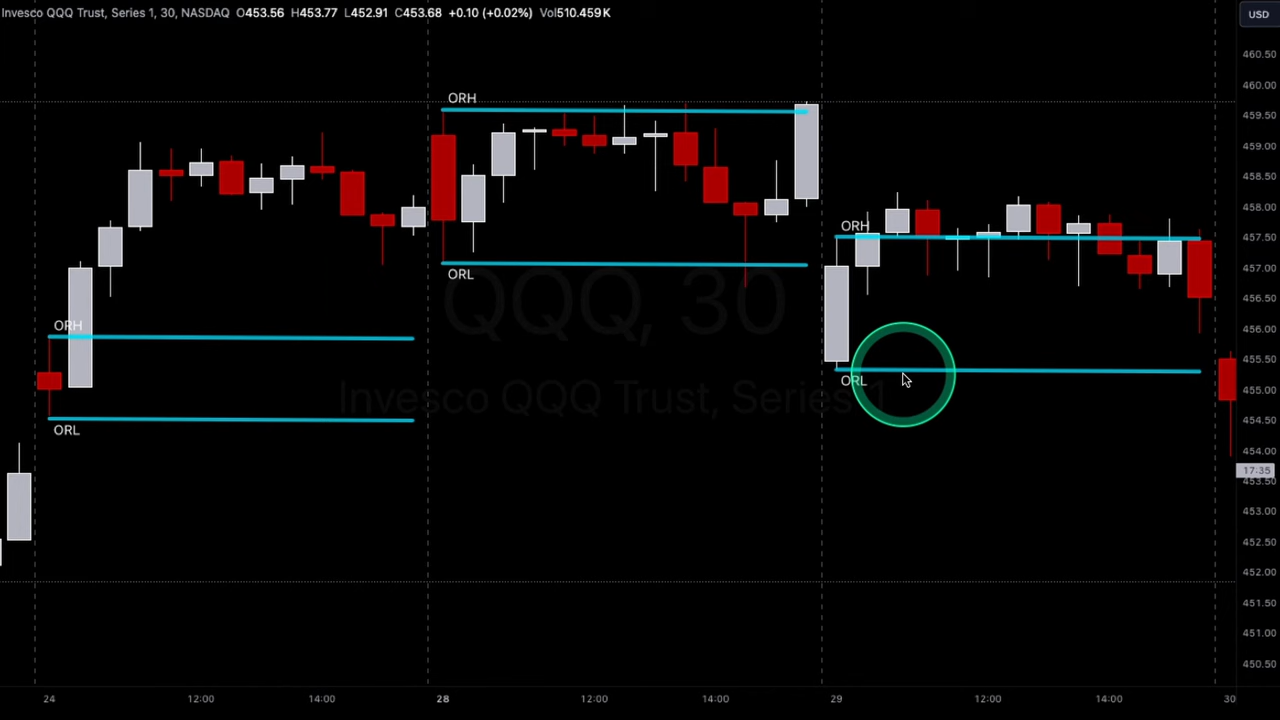 Invesco QQQ Trust, Series 1, 30, NASDAQ O453.56 H453.77 L452.91 C453.68 +0.10 (+0.02%) Vol510.459K
USD
460.50
460.00
459.50
459.00
458.50
458.00
457.50
457.00
456.50
456.00
455.50
455.00
454.50
454.00
17:35
453.50
453.00
452.50
452.00
451.50
451.00
450.50
ORH
ORL
ORH
ORL
ORH
ORL
QQQ, 30
Invesco QQQ Trust, Series 1
24 12:00 14:00 28 12:00 14:00 29 12:00 14:00 30